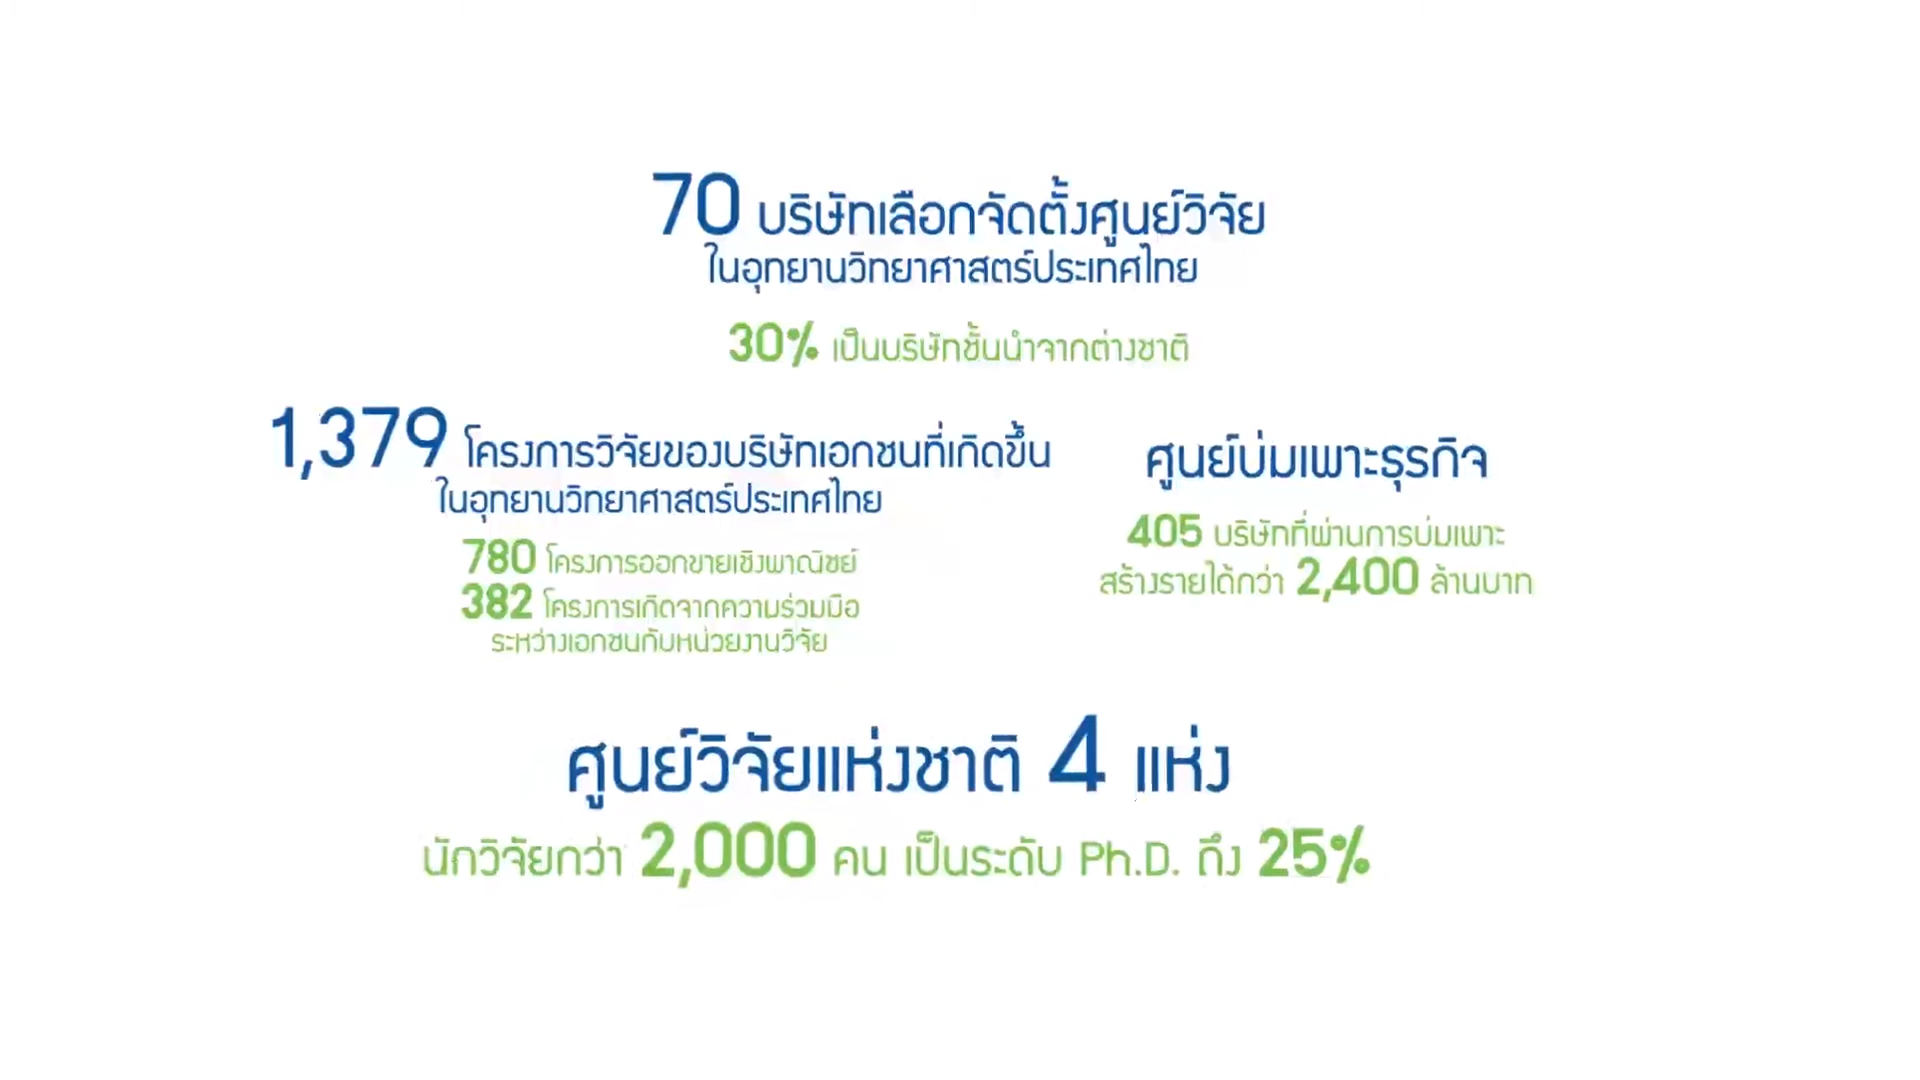 70 บริษัทเลือกจัดตั้งศูนย์วิจัย
ในอุทยานวิทยาศาสตร์ประเทศไทย
30% เป็นบริษัทชั้นนำจากต่างชาติ
1,379 โครงการวิจัยของบริษัทเอกชนที่เกิดขึ้น
ในอุทยานวิทยาศาสตร์ประเทศไทย
780 โครงการออกขายเชิงพาณิชย์
382 โครงการเกิดจากความร่วมมือ
ระหว่างเอกชนกับหน่วยงานวิจัย
ศูนย์บ่มเพาะธุรกิจ
405 บริษัทที่ผ่านการบ่มเพาะ
สร้างรายได้กว่า 2,400 ล้านบาท
ศูนย์วิจัยแห่งชาติ 4 แห่ง
นักวิจัยกว่า 2,000 คน เป็นระดับ Ph.D. ถึง 25%